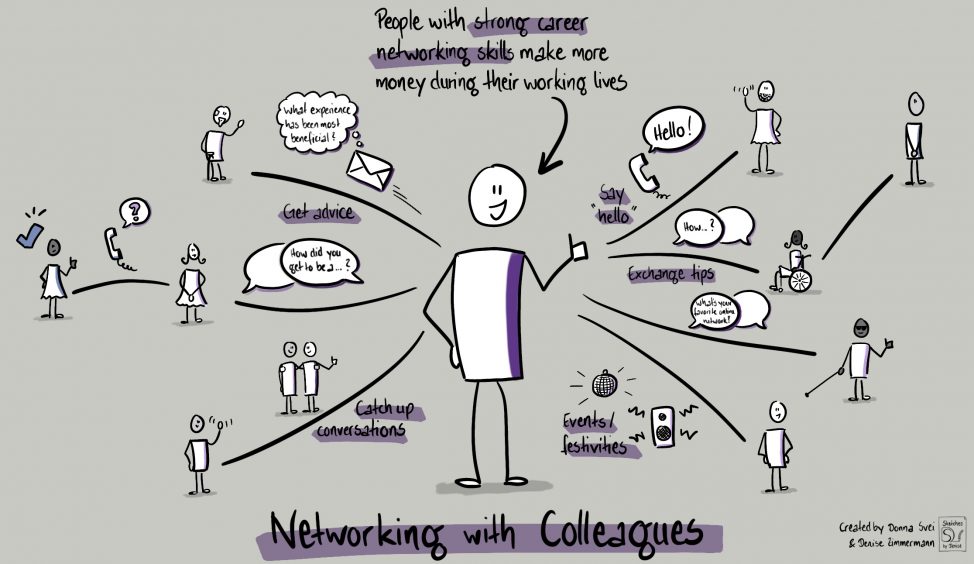 People with strong career
networking skills make more
money during their working lives
What experience
has been most
beneficial?
Hello!
Get advice
"Say
hello"
?
How did you
get to be a...?
How..?
Exchange tips
What's your
favorite online
network?
Catch up
conversations
Events/
festivities
Networking with Colleagues
Created by Donna Svei
& Denise Zimmermann
Sketches
by Denise